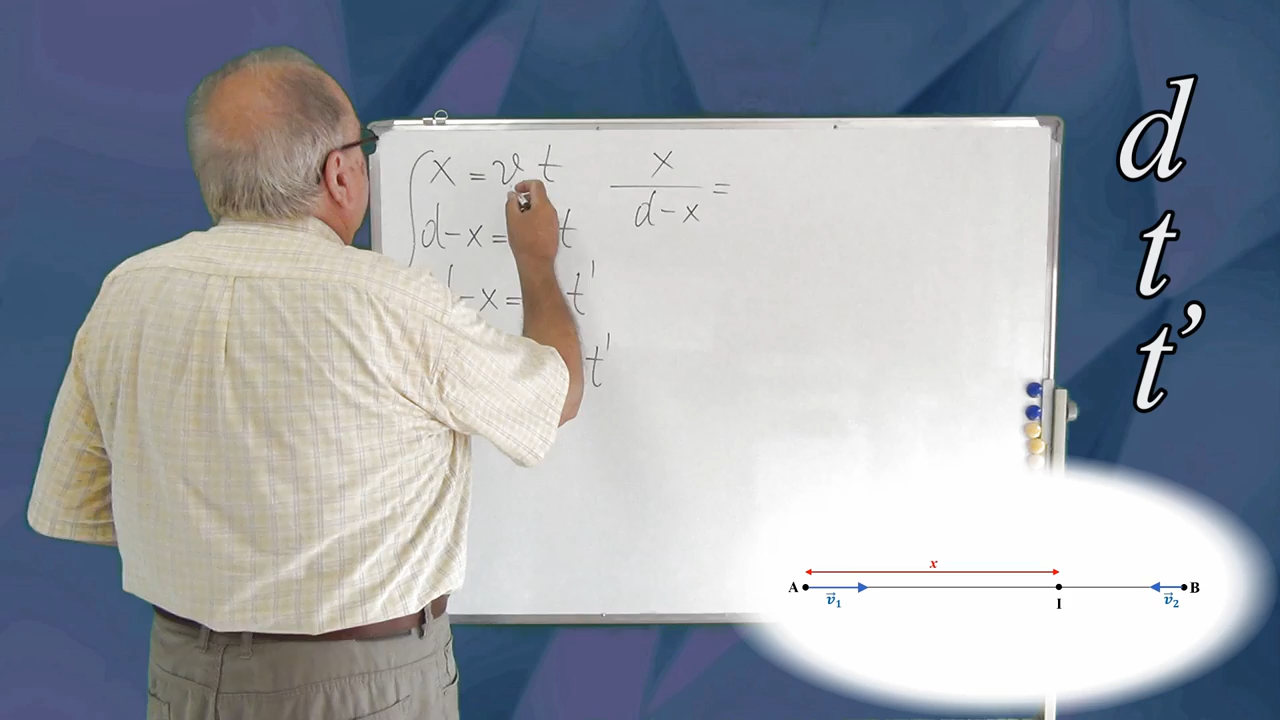 x = v t
d - x = t
- x = t'
t'
x
d - x
=
d
t
t'
x
A
v⃗₁
I
v⃗₂
B